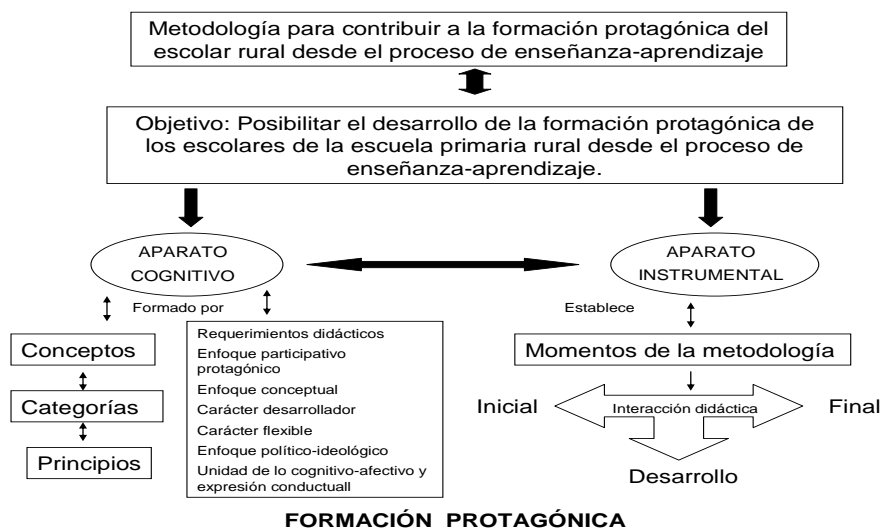 Metodología para contribuir a la formación protagónica del
escolar rural desde el proceso de enseñanza-aprendizaje
Objetivo: Posibilitar el desarrollo de la formación protagónica de
los escolares de la escuela primaria rural desde el proceso de
enseñanza-aprendizaje.
APARATO
COGNITIVO
APARATO
INSTRUMENTAL
Formado por
Establece
Conceptos
Categorías
Principios
Requerimientos didácticos
Enfoque participativo
protagónico
Enfoque conceptual
Carácter desarrollador
Carácter flexible
Enfoque político-ideológico
Unidad de lo cognitivo-afectivo y
expresión conductuall
Momentos de la metodología
Inicial
Interacción didáctica
Final
Desarrollo
FORMACIÓN PROTAGÓNICA